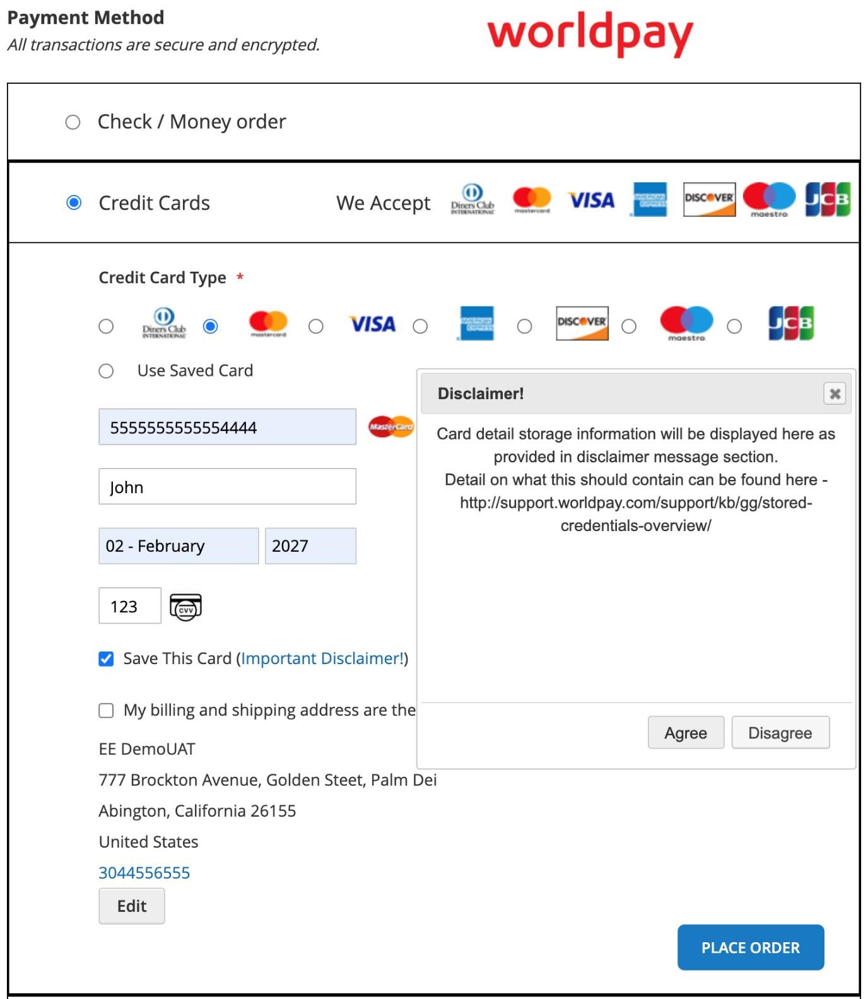 Payment Method
worldpay
All transactions are secure and encrypted.
Check / Money order
Credit Cards
We Accept
Diners Club INTERNATIONAL
mastercard
VISA
AMERICAN EXPRESS
DISCOVER
maestro
JCB
Credit Card Type *
Diners Club INTERNATIONAL
mastercard
VISA
AMERICAN EXPRESS
DISCOVER
maestro
JCB
Use Saved Card
5555555555554444
MasterCard
John
02 - February
2027
123
CVV
Save This Card (Important Disclaimer!)
My billing and shipping address are the
EE DemoUAT
777 Brockton Avenue, Golden Steet, Palm Dei
Abington, California 26155
United States
3044556555
Edit
Disclaimer!
Card detail storage information will be displayed here as
provided in disclaimer message section.
Detail on what this should contain can be found here -
http://support.worldpay.com/support/kb/gg/stored-
credentials-overview/
Agree
Disagree
PLACE ORDER